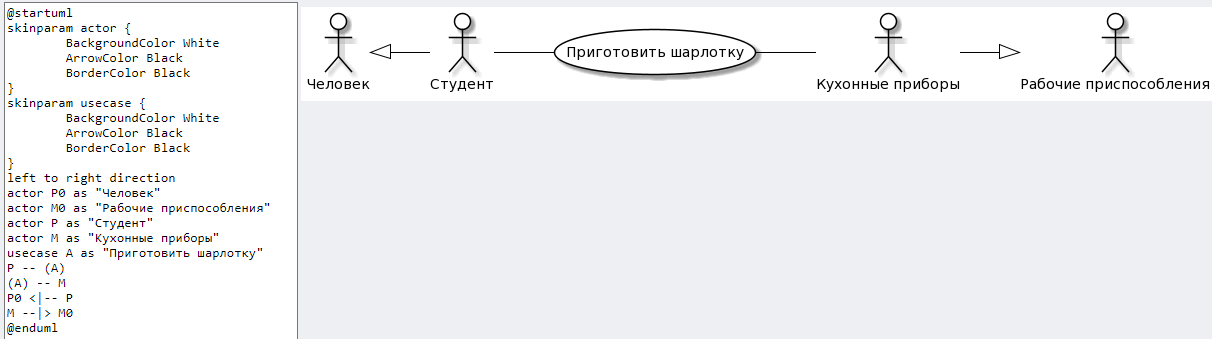 @startuml
skinparam actor {
        BackgroundColor White
        ArrowColor Black
        BorderColor Black
}
skinparam usecase {
        BackgroundColor White
        ArrowColor Black
        BorderColor Black
}
left to right direction
actor P0 as "Человек"
actor M0 as "Рабочие приспособления"
actor P as "Студент"
actor M as "Кухонные приборы"
usecase A as "Приготовить шарлотку"
P -- (A)
(A) -- M
P0 <|-- P
M --|> M0
@enduml
Приготовить шарлотку
Человек
Студент
Кухонные приборы
Рабочие приспособления